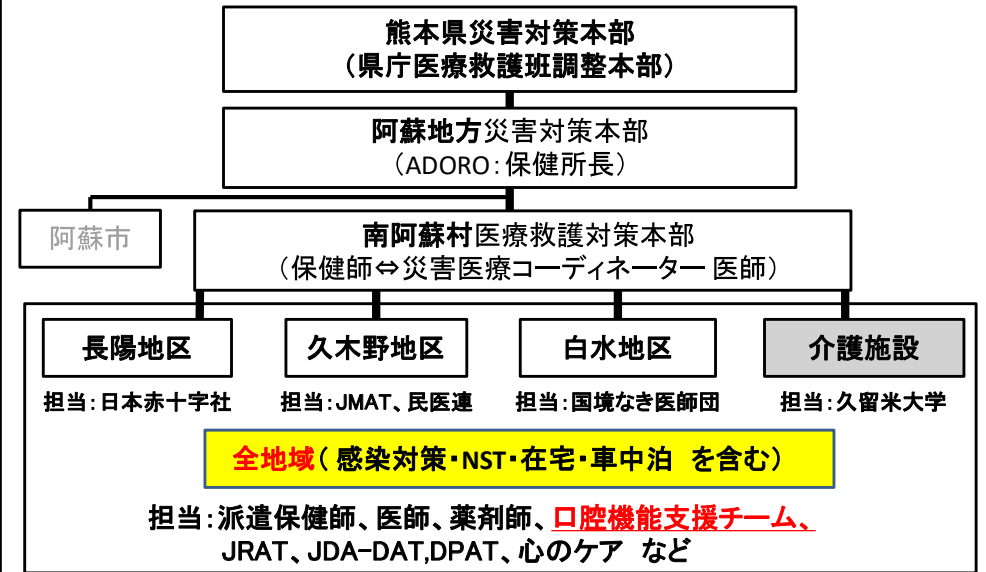 熊本県災害対策本部
（県庁医療救護班調整本部）
阿蘇地方災害対策本部
（ADORO：保健所長）
阿蘇市
南阿蘇村医療救護対策本部
（保健師⇔災害医療コーディネーター 医師）
長陽地区
久木野地区
白水地区
介護施設
担当：日本赤十字社
担当：JMAT、民医連
担当：国境なき医師団
担当：久留米大学
全地域（ 感染対策・NST・在宅・車中泊 を含む）
担当：派遣保健師、医師、薬剤師、口腔機能支援チーム、
JRAT、JDA-DAT,DPAT、心のケア など